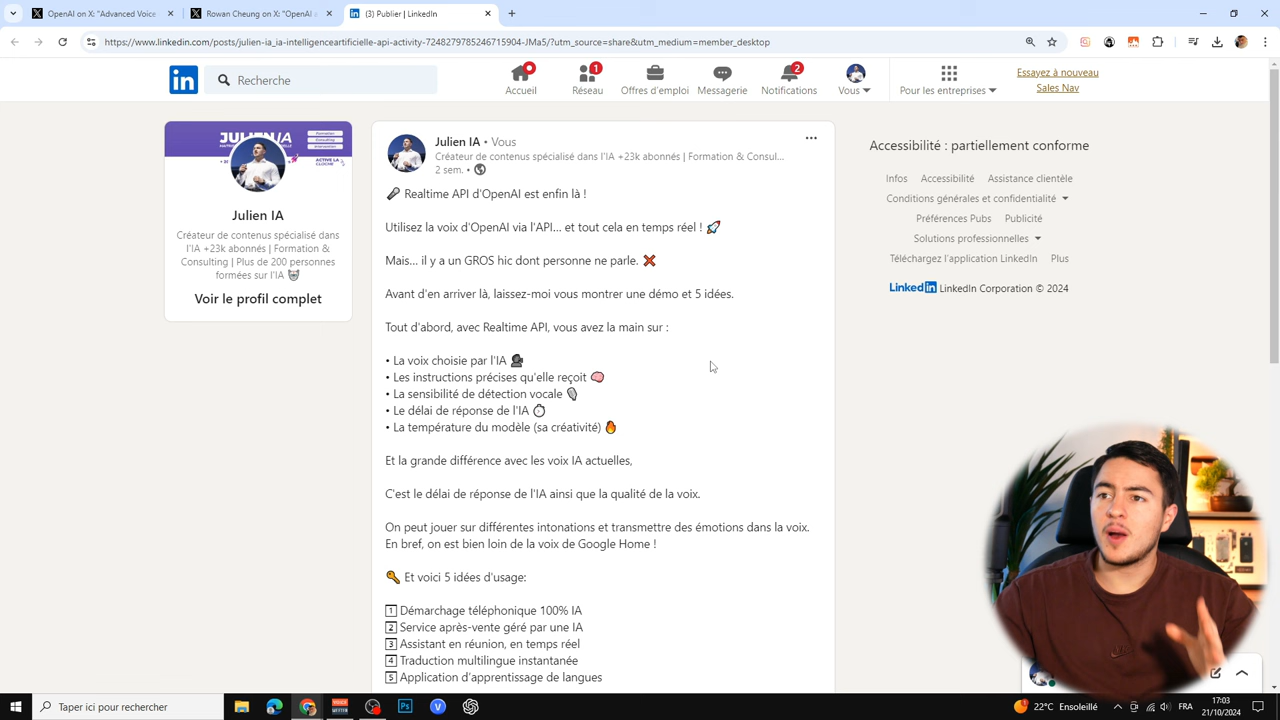 OpenAI on X: "Advanced Voice
Rowan Cheung on X: "OpenAI
(3) Publier | LinkedIn
https://www.linkedin.com/posts/julien-ia_ia-intelligenceartificielle-api-activity-7248279785246715904-JMa5/?utm_source=share&utm_medium=member_desktop
in
Recherche
Accueil
1
Réseau
Offres d'emploi
Messagerie
2
Notifications
Vous
Pour les entreprises
Essayez à nouveau
Sales Nav
JULIEN IA
Julien IA
Créateur de contenus spécialisé dans
l'IA +23k abonnés | Formation &
Consulting | Plus de 200 personnes
formées sur l'IA
Voir le profil complet
Julien IA • Vous
Créateur de contenus spécialisé dans l'IA +23k abonnés | Formation & Consul...
2 sem. •
🎤 Realtime API d'OpenAI est enfin là !
Utilisez la voix d'OpenAI via l'API... et tout cela en temps réel ! 🚀
Mais... il y a un GROS hic dont personne ne parle. ❌
Avant d'en arriver là, laissez-moi vous montrer une démo et 5 idées.
Tout d'abord, avec Realtime API, vous avez la main sur :
• La voix choisie par l'IA 🗣
• Les instructions précises qu'elle reçoit 🧠
• La sensibilité de détection vocale 🎙
• Le délai de réponse de l'IA ⏱
• La température du modèle (sa créativité) 🔥
Et la grande différence avec les voix IA actuelles,
C'est le délai de réponse de l'IA ainsi que la qualité de la voix.
On peut jouer sur différentes intonations et transmettre des émotions dans la voix.
En bref, on est bien loin de la voix de Google Home !
🔑 Et voici 5 idées d'usage:
1 Démarchage téléphonique 100% IA
2 Service après-vente géré par une IA
3 Assistant en réunion, en temps réel
4 Traduction multilingue instantanée
5 Application d'apprentissage de langues
Accessibilité : partiellement conforme
Infos Accessibilité Assistance clientèle
Conditions générales et confidentialité
Préférences Pubs Publicité
Solutions professionnelles
Téléchargez l'application LinkedIn Plus
LinkedIn LinkedIn Corporation © 2024
Taper ici pour rechercher
22°C Ensoleillé
FRA
17:03
21/10/2024